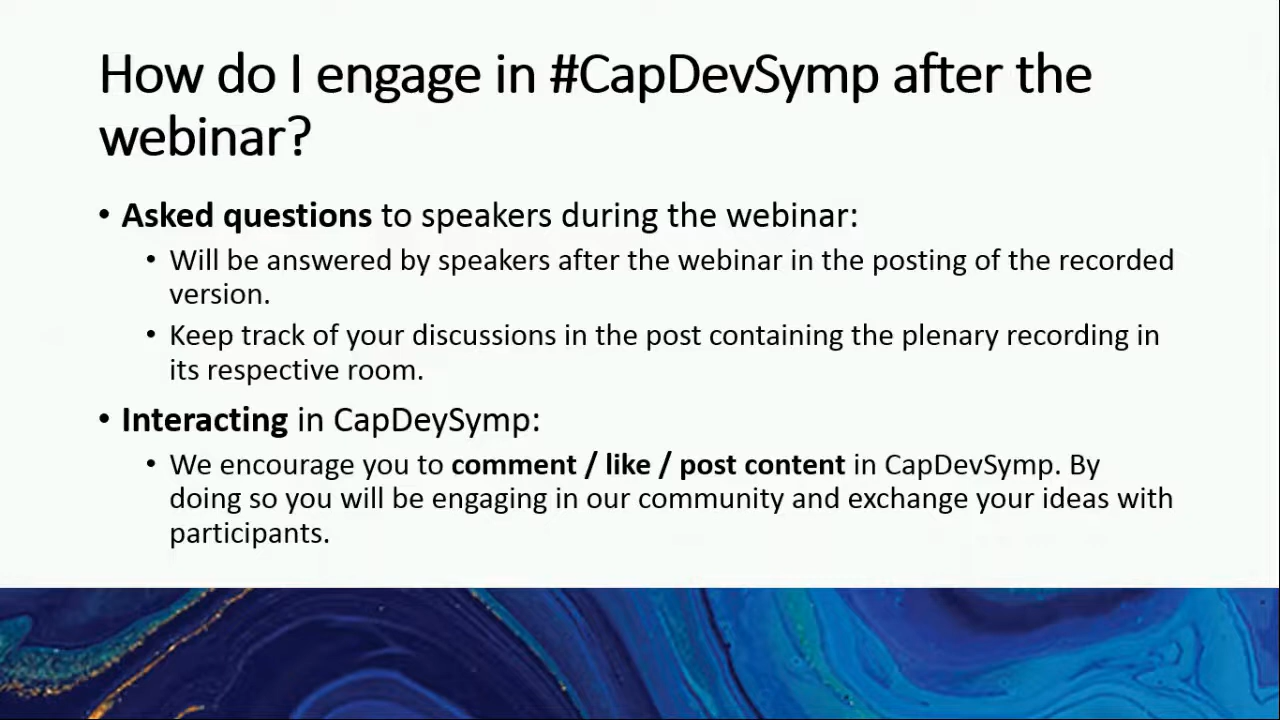 How do I engage in #CapDevSymp after the
webinar?
• Asked questions to speakers during the webinar:
• Will be answered by speakers after the webinar in the posting of the recorded
version.
• Keep track of your discussions in the post containing the plenary recording in
its respective room.
• Interacting in CapDeySymp:
• We encourage you to comment / like / post content in CapDevSymp. By
doing so you will be engaging in our community and exchange your ideas with
participants.